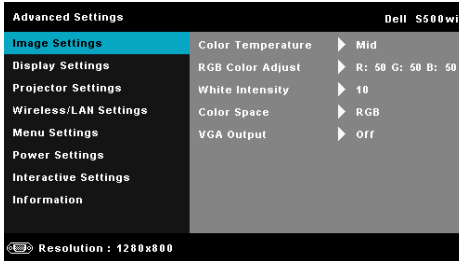 Advanced Settings Dell S500wi
Image Settings Color Temperature Mid
Display Settings RGB Color Adjust R: 50 G: 50 B: 50
Projector Settings White Intensity 10
Wireless/LAN Settings Color Space RGB
Menu Settings VGA Output Off
Power Settings
Interactive Settings
Information
Resolution : 1280x800